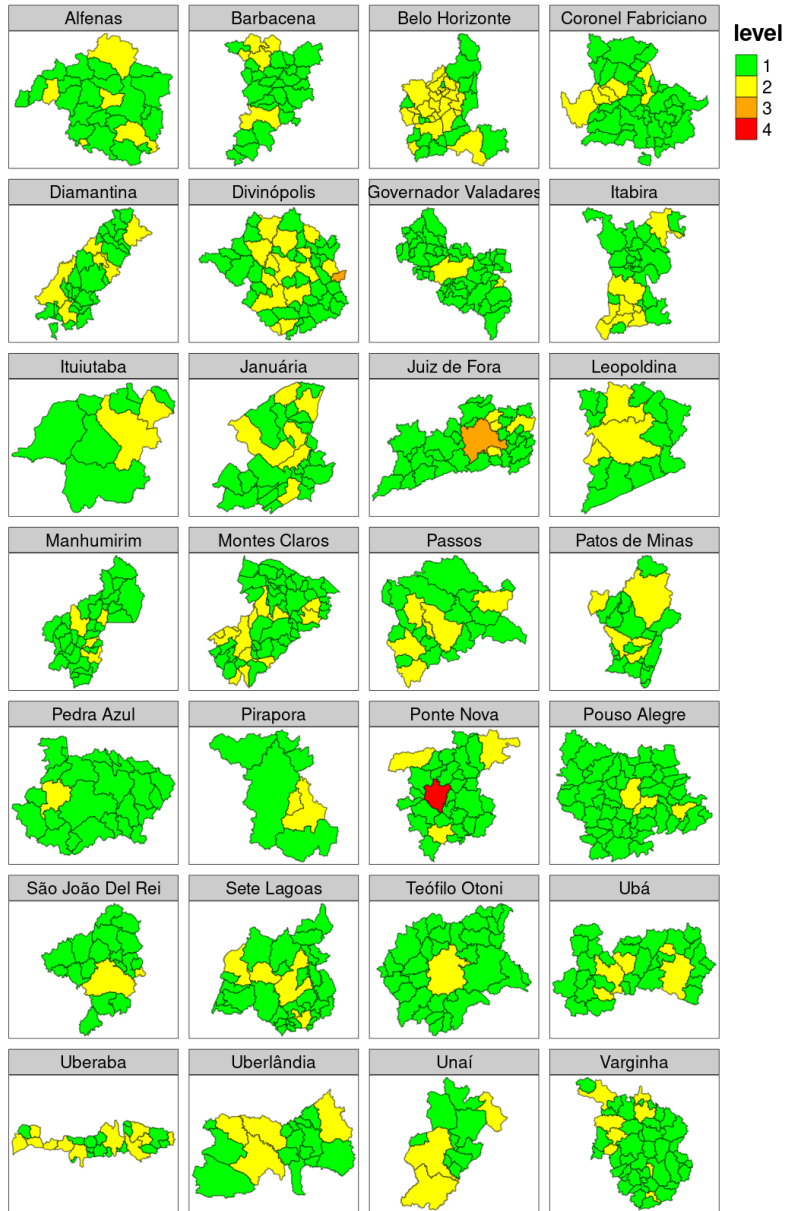 Alfenas
Barbacena
Belo Horizonte
Coronel Fabriciano
level
1
2
3
4
Diamantina
Divinópolis
Governador Valadares
Itabira
Ituiutaba
Januária
Juiz de Fora
Leopoldina
Manhumirim
Montes Claros
Passos
Patos de Minas
Pedra Azul
Pirapora
Ponte Nova
Pouso Alegre
São João Del Rei
Sete Lagoas
Teófilo Otoni
Ubá
Uberaba
Uberlândia
Unaí
Varginha